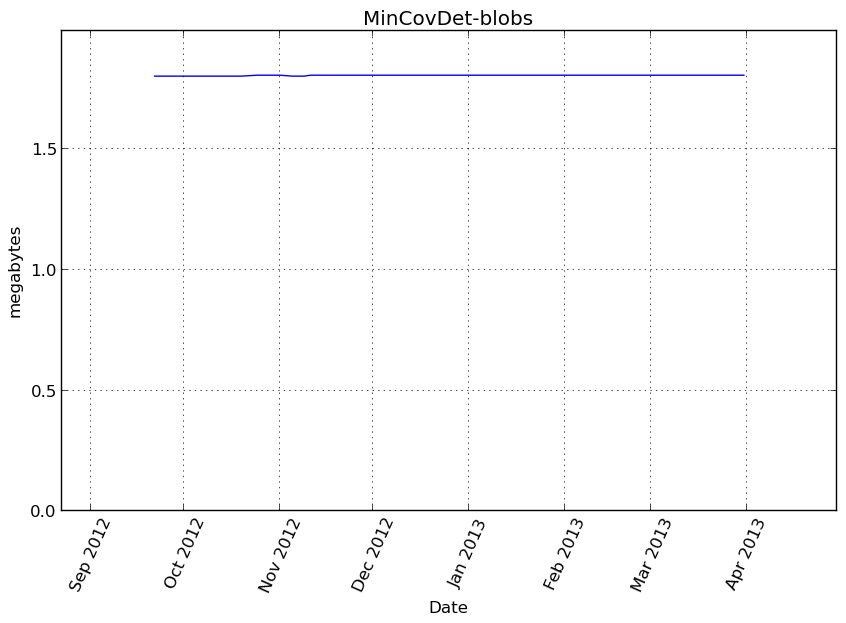 MinCovDet-blobs
megabytes
1.5
1.0
0.5
0.0
Sep 2012
Oct 2012
Nov 2012
Dec 2012
Jan 2013
Feb 2013
Mar 2013
Apr 2013
Date